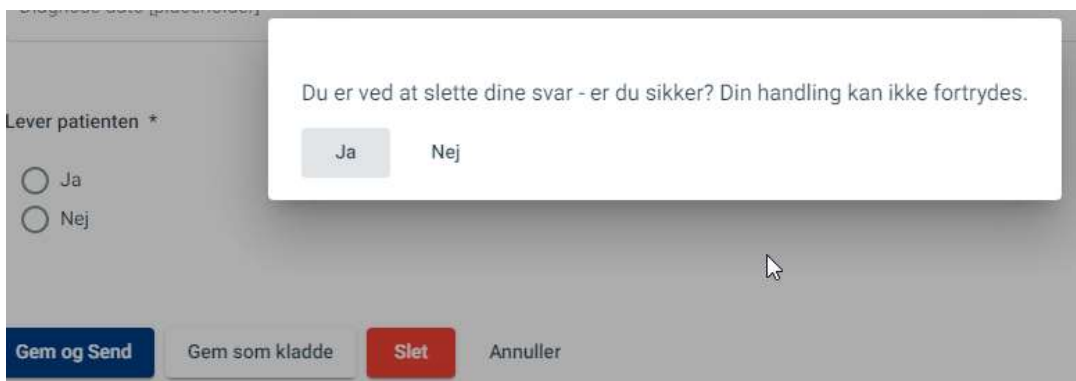 Du er ved at slette dine svar - er du sikker? Din handling kan ikke fortrydes.
Ja Nej
Lever patienten *
Ja
Nej
Gem og Send Gem som kladde Slet Annuller